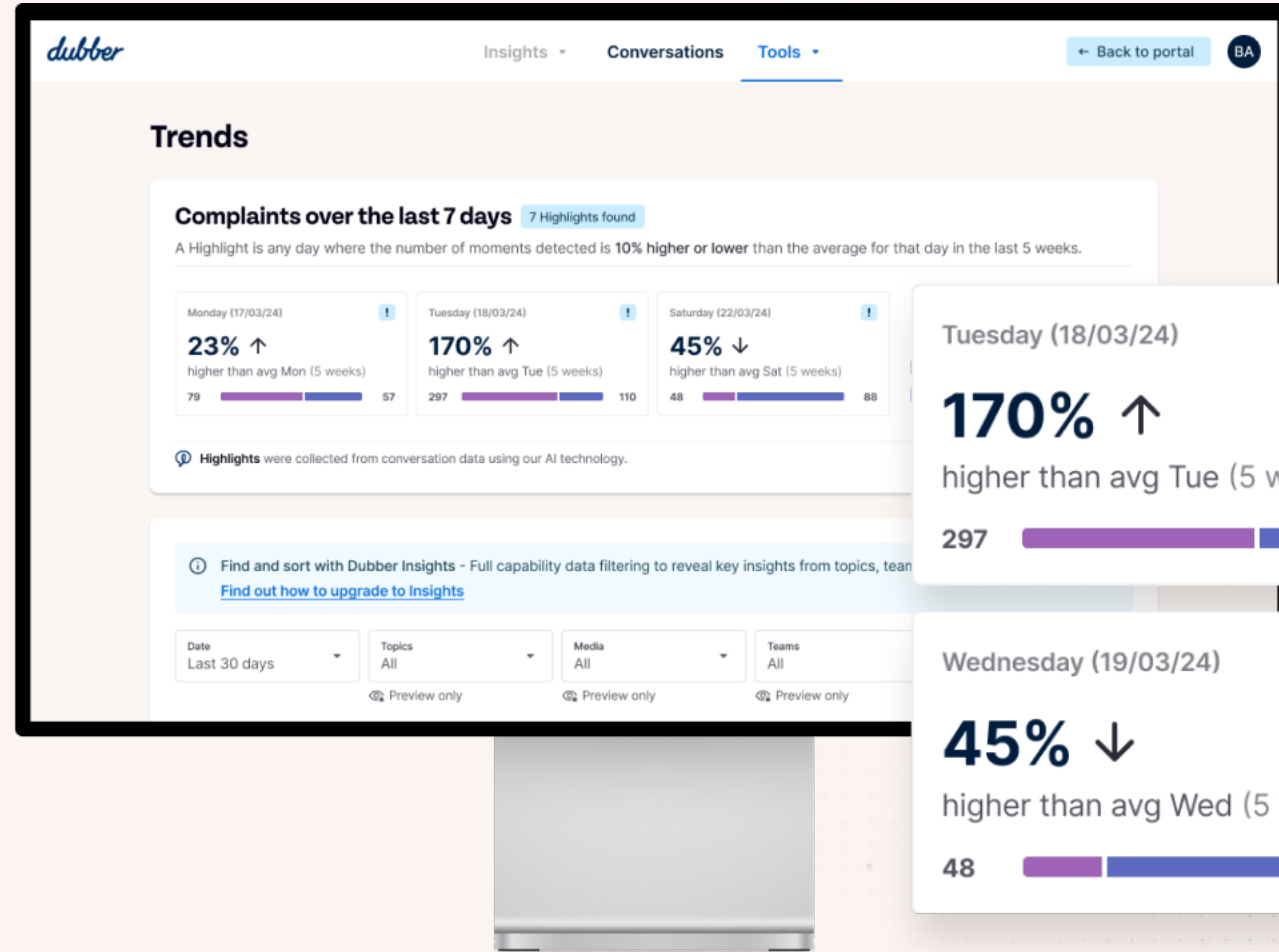 dubber
Insights
Conversations
Tools
← Back to portal
BA
Trends
Complaints over the last 7 days
7 Highlights found
A Highlight is any day where the number of moments detected is 10% higher or lower than the average for that day in the last 5 weeks.
Monday (17/03/24)
!
23% ↑
higher than avg Mon (5 weeks)
79
57
Tuesday (18/03/24)
!
170% ↑
higher than avg Tue (5 weeks)
297
110
Saturday (22/03/24)
!
45% ↓
higher than avg Sat (5 weeks)
48
88
Highlights were collected from conversation data using our AI technology.
Find and sort with Dubber Insights - Full capability data filtering to reveal key insights from topics,
Find out how to upgrade to Insights
Date
Last 30 days
Topics
All
Preview only
Media
All
Preview only
Teams
All
Preview only
Tuesday (18/03/24)
170% ↑
higher than avg Tue (5
297
Wednesday (19/03/24)
45% ↓
higher than avg Wed (5
48